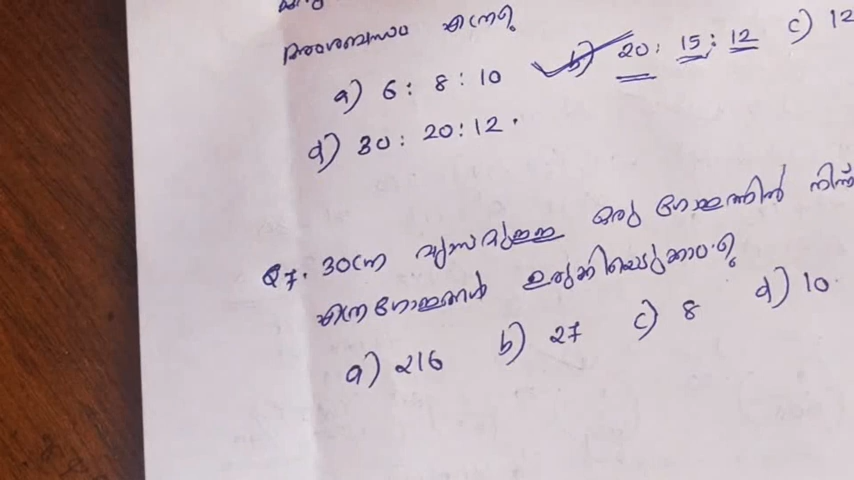 അംശബന്ധം എന്ത്?
a) 6 : 8 : 10 b) 20 : 15 : 12 c) 12
d) 30 : 20 : 12 .
Q7. 30cm വ്യാസമുള്ള ഒരു ഗോളത്തിൽ നിന്ന്
എത്ര ഗോളങ്ങൾ ഉരുക്കിയെടുക്കാം?
a) 216 b) 27 c) 8 d) 10